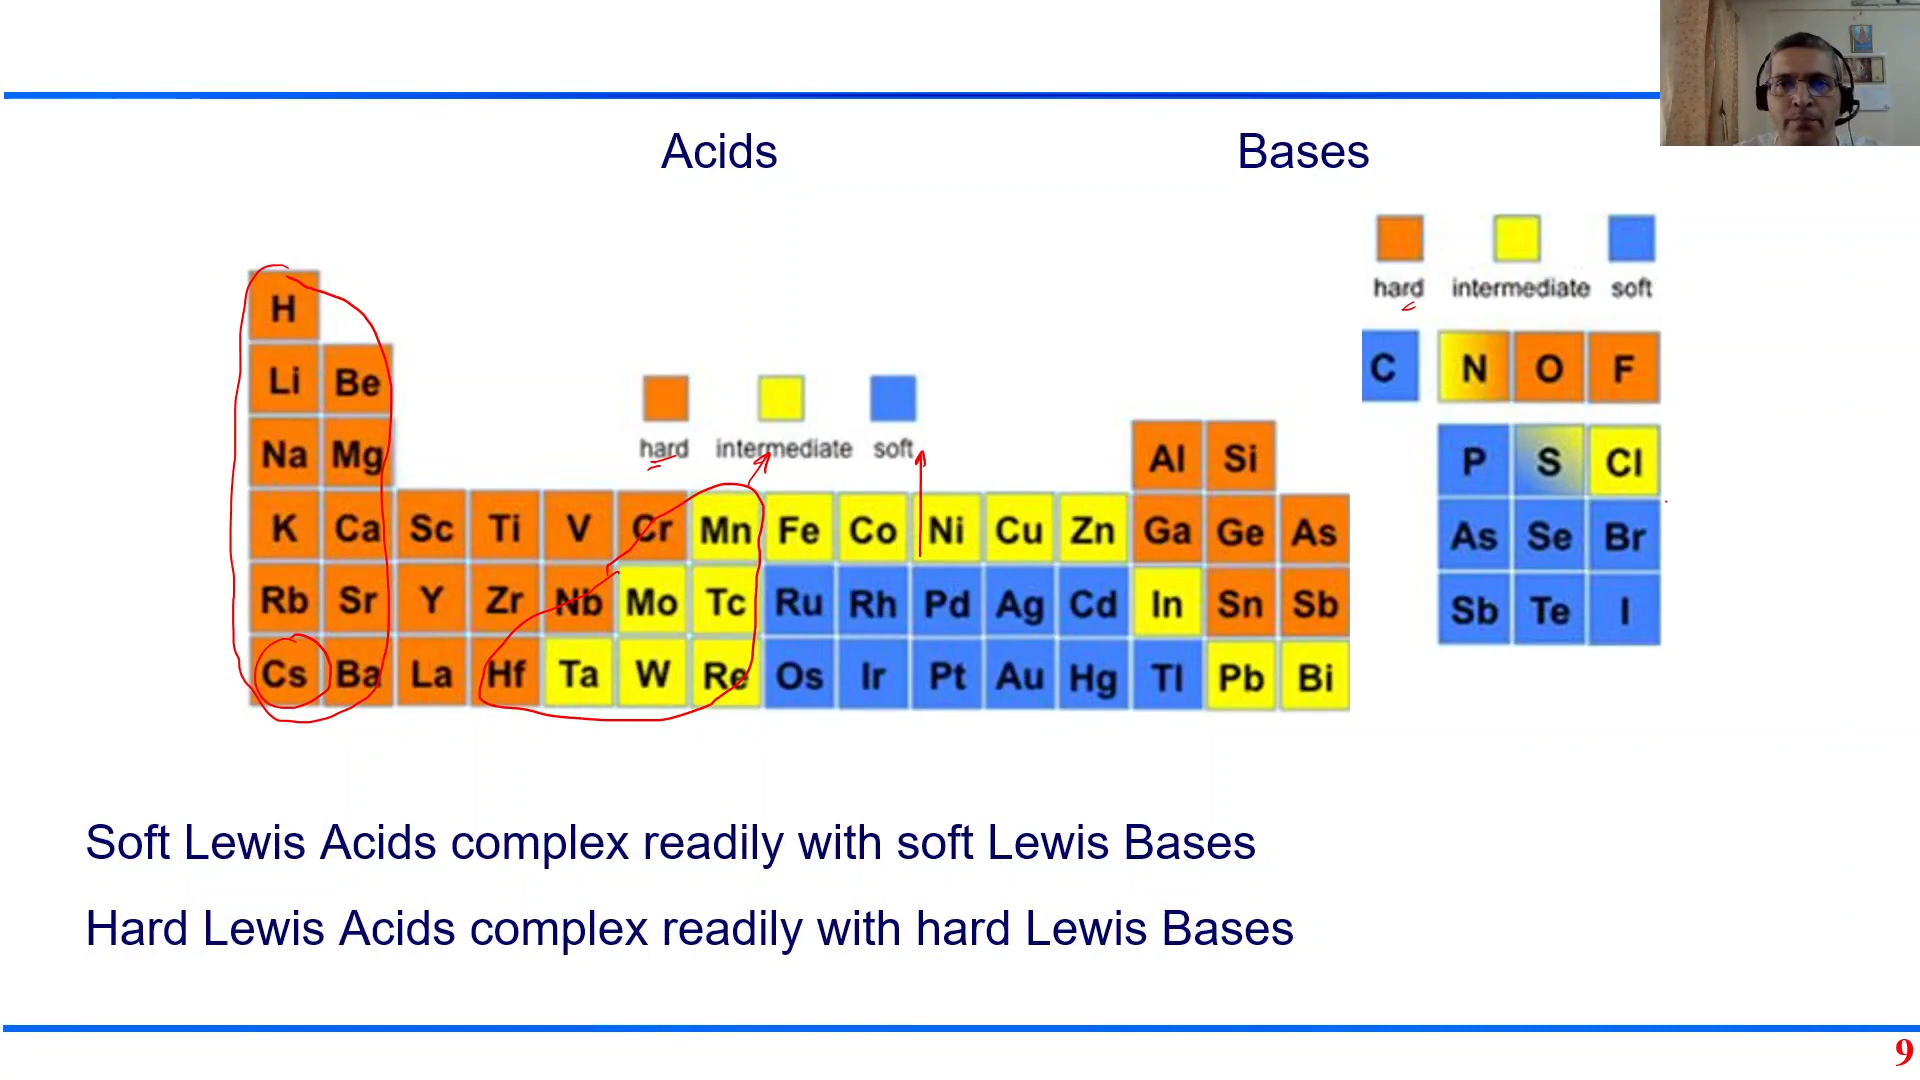 Acids Bases
hard intermediate soft
C N O F
P S Cl
As Se Br
Sb Te I
H
Li Be
hard intermediate soft
Na Mg Al Si
K Ca Sc Ti V Cr Mn Fe Co Ni Cu Zn Ga Ge As
Rb Sr Y Zr Nb Mo Tc Ru Rh Pd Ag Cd In Sn Sb
Cs Ba La Hf Ta W Re Os Ir Pt Au Hg Tl Pb Bi
Soft Lewis Acids complex readily with soft Lewis Bases
Hard Lewis Acids complex readily with hard Lewis Bases
9